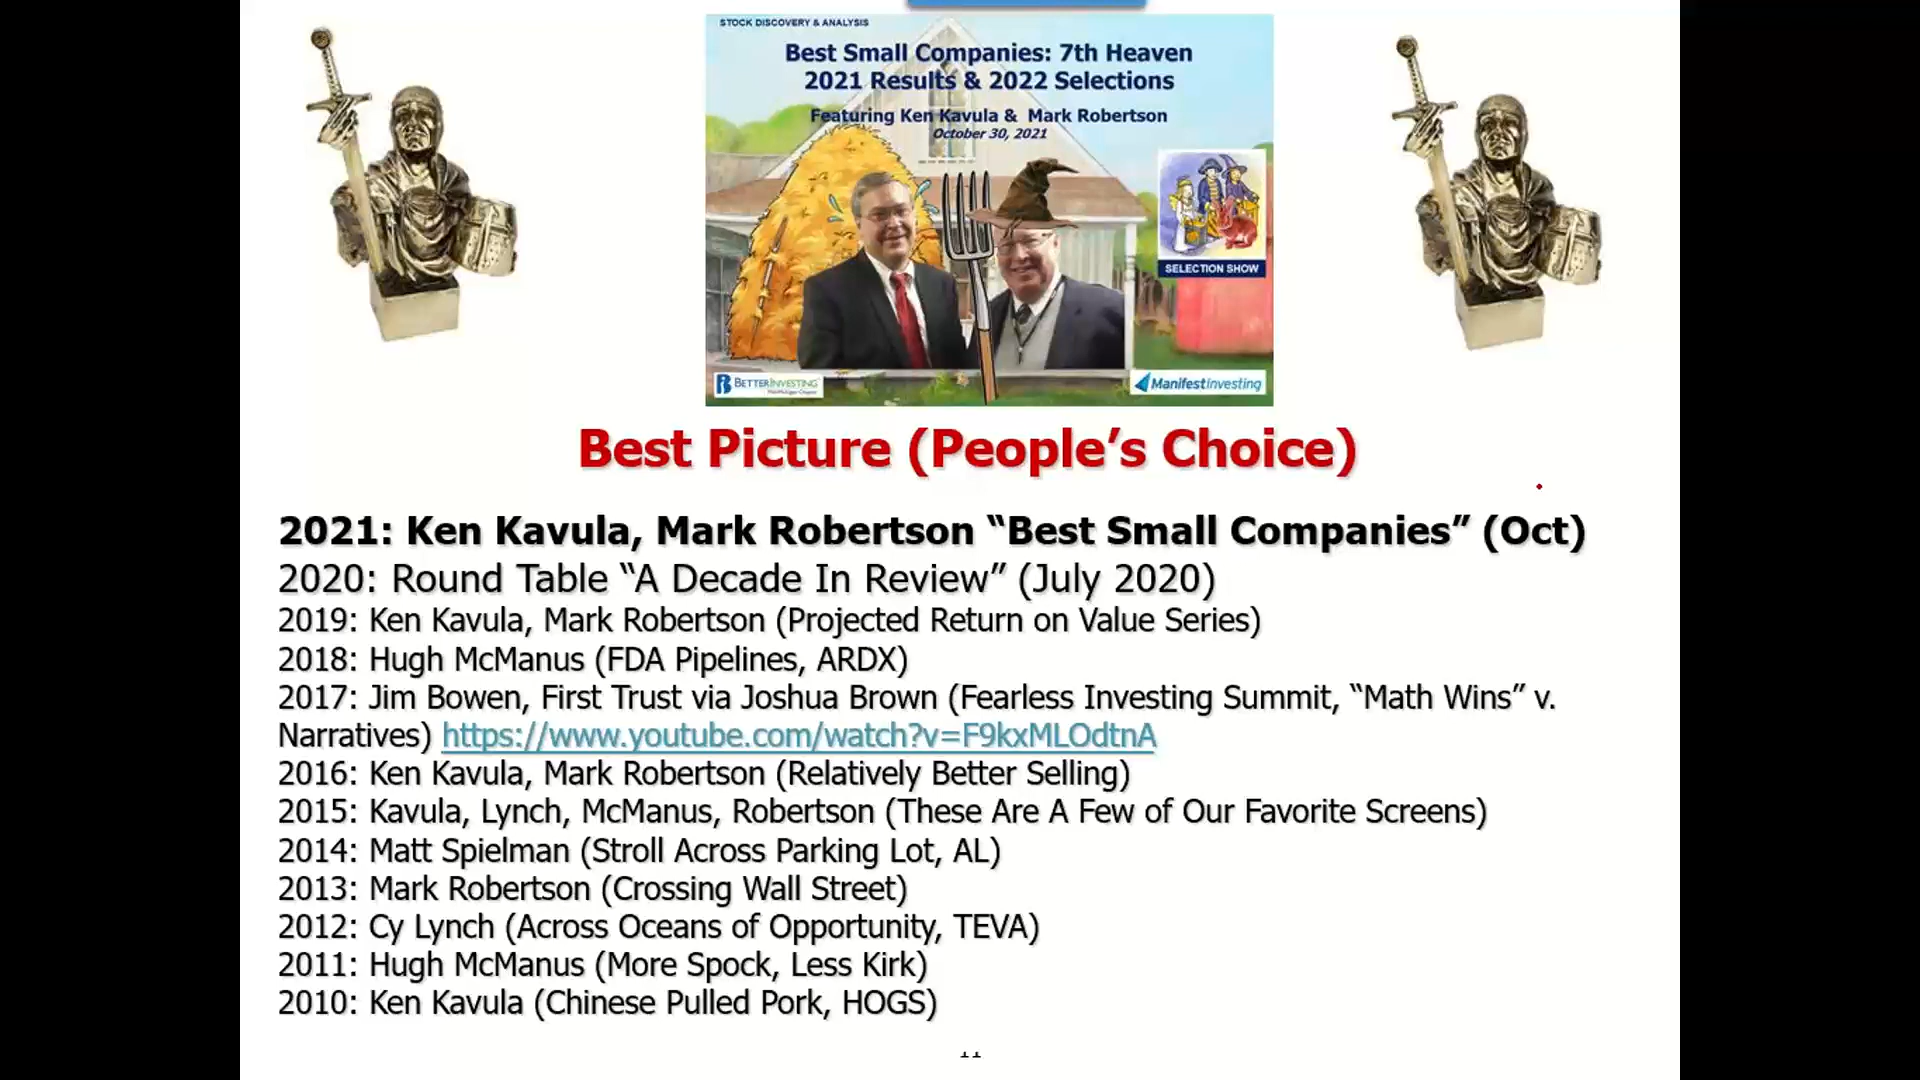 STOCK DISCOVERY & ANALYSIS
Best Small Companies: 7th Heaven
2021 Results & 2022 Selections
Featuring Ken Kavula & Mark Robertson
October 30, 2021
SELECTION SHOW
BETTERINVESTING
ManifestInvesting
Best Picture (People’s Choice)
2021: Ken Kavula, Mark Robertson “Best Small Companies” (Oct)
2020: Round Table “A Decade In Review” (July 2020)
2019: Ken Kavula, Mark Robertson (Projected Return on Value Series)
2018: Hugh McManus (FDA Pipelines, ARDX)
2017: Jim Bowen, First Trust via Joshua Brown (Fearless Investing Summit, “Math Wins” v.
Narratives) https://www.youtube.com/watch?v=F9kxMLOdtnA
2016: Ken Kavula, Mark Robertson (Relatively Better Selling)
2015: Kavula, Lynch, McManus, Robertson (These Are A Few of Our Favorite Screens)
2014: Matt Spielman (Stroll Across Parking Lot, AL)
2013: Mark Robertson (Crossing Wall Street)
2012: Cy Lynch (Across Oceans of Opportunity, TEVA)
2011: Hugh McManus (More Spock, Less Kirk)
2010: Ken Kavula (Chinese Pulled Pork, HOGS)